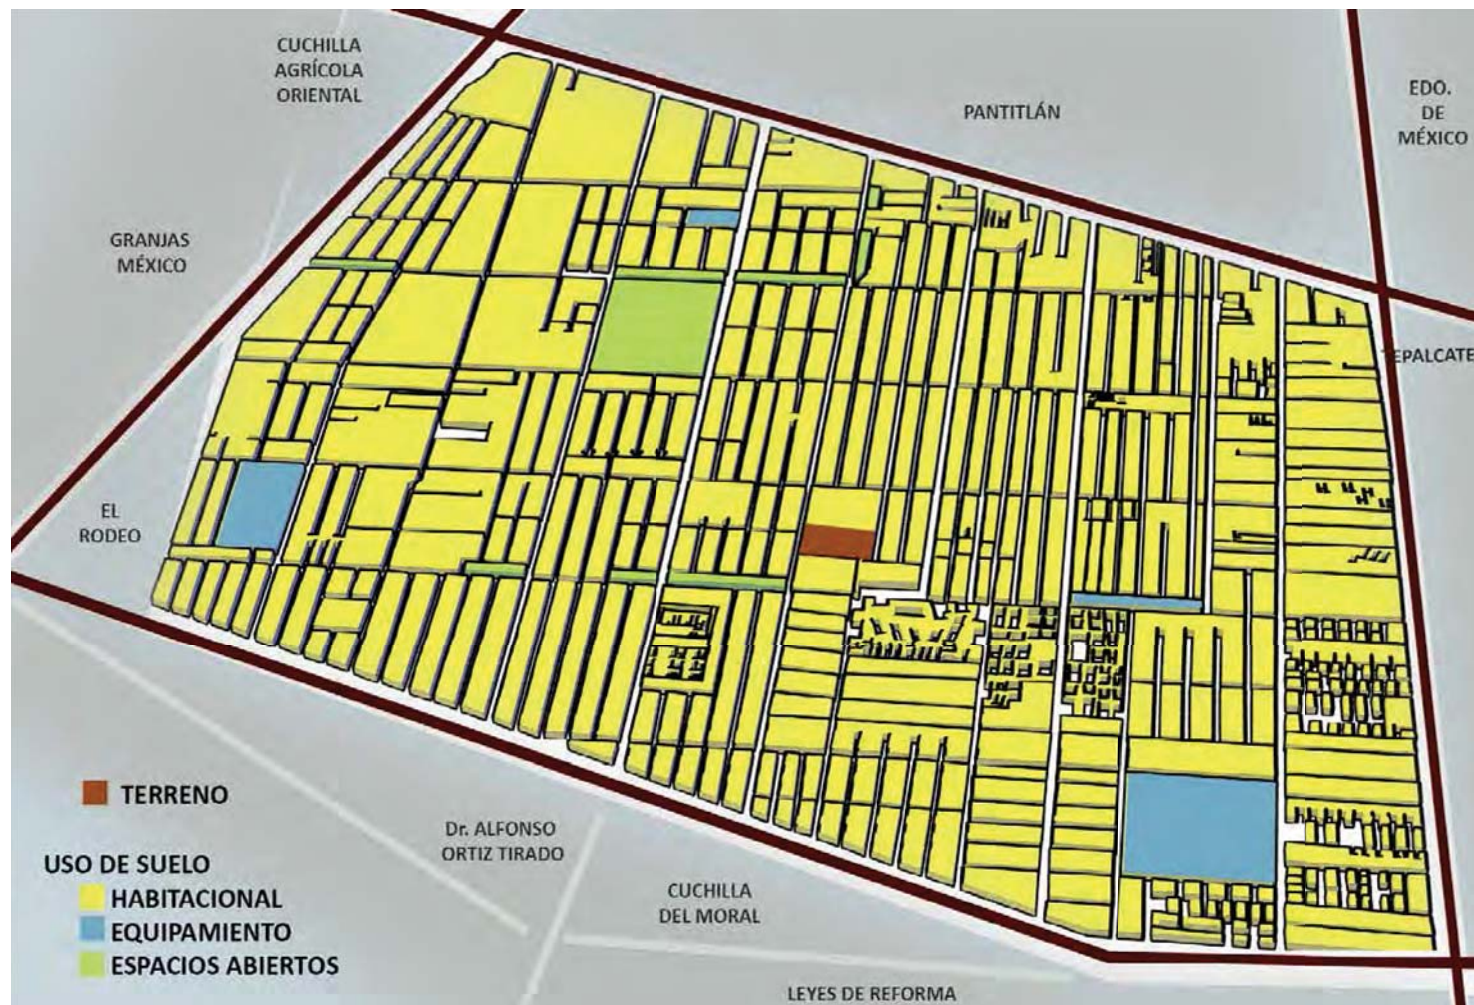 CUCHILLA
AGRÍCOLA
ORIENTAL
PANTITLÁN
EDO.
DE
MÉXICO
GRANJAS
MÉXICO
TEPALCATE
EL
RODEO
TERRENO
Dr. ALFONSO
ORTIZ TIRADO
USO DE SUELO
HABITACIONAL
EQUIPAMIENTO
ESPACIOS ABIERTOS
CUCHILLA
DEL MORAL
LEYES DE REFORMA